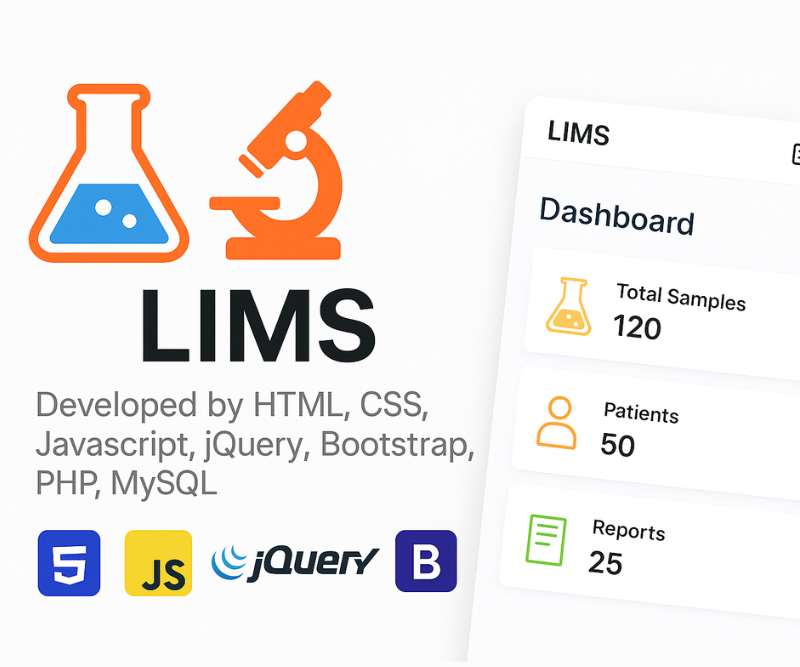 LIMS
Developed by HTML, CSS,
Javascript, jQuery, Bootstrap,
PHP, MySQL
5
JS
jQuery
B
LIMS
Dashboard
Total Samples
120
Patients
50
Reports
25